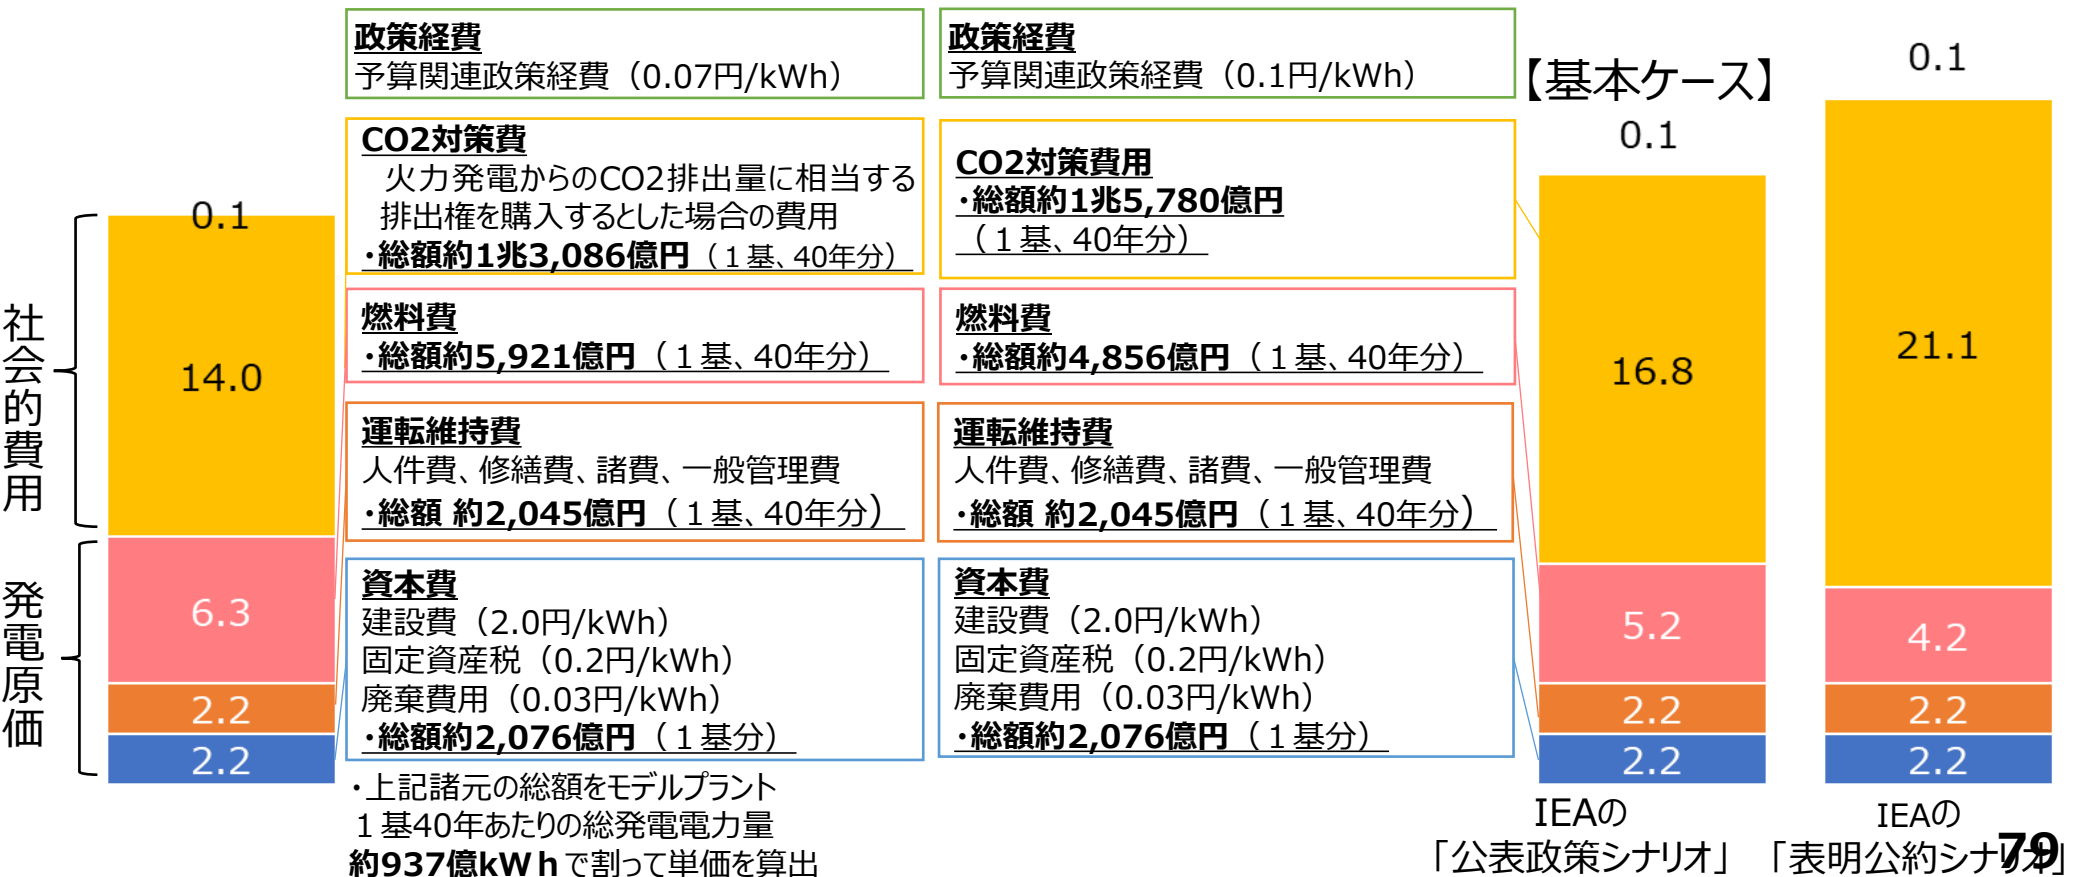 社会的費用
発電原価
0.1
14.0
6.3
2.2
2.2
政策経費
予算関連政策経費（0.07円/kWh）
CO2対策費
火力発電からのCO2排出量に相当する
排出権を購入するとした場合の費用
・総額約1兆3,086億円（１基、40年分）
燃料費
・総額約5,921億円（１基、40年分）
運転維持費
人件費、修繕費、諸費、一般管理費
・総額 約2,045億円（１基、40年分）
資本費
建設費（2.0円/kWh）
固定資産税（0.2円/kWh）
廃棄費用（0.03円/kWh）
・総額約2,076億円（１基分）
・上記諸元の総額をモデルプラント
１基40年あたりの総発電電力量
約937億kWｈで割って単価を算出
政策経費
予算関連政策経費（0.1円/kWh）
CO2対策費用
・総額約1兆5,780億円
（１基、40年分）
燃料費
・総額約4,856億円（１基、40年分）
運転維持費
人件費、修繕費、諸費、一般管理費
・総額 約2,045億円（１基、40年分）
資本費
建設費（2.0円/kWh）
固定資産税（0.2円/kWh）
廃棄費用（0.03円/kWh）
・総額約2,076億円（１基分）
【基本ケース】
0.1
16.8
5.2
2.2
2.2
IEAの
「公表政策シナリオ」
0.1
21.1
4.2
2.2
2.2
IEAの
「表明公約シナリオ」
79